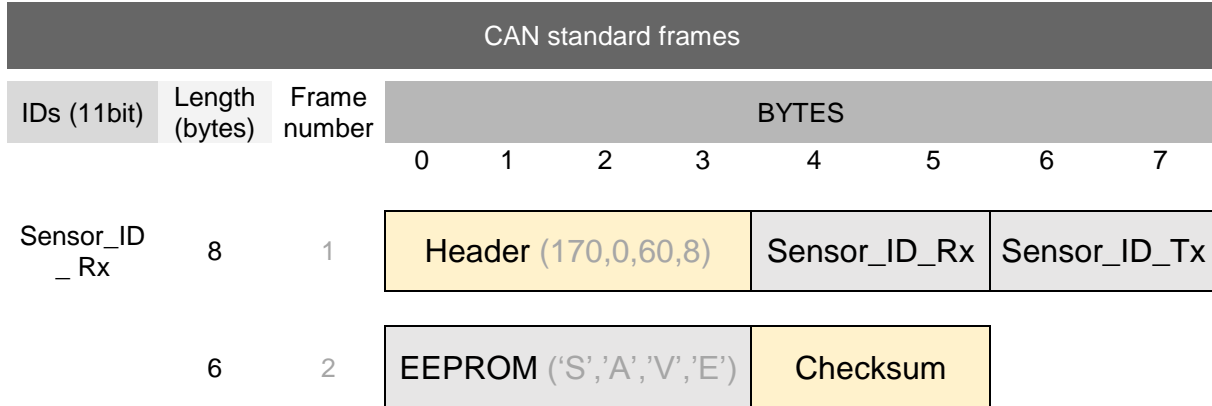 CAN standard frames
IDs (11bit) Length (bytes) Frame number BYTES
0 1 2 3 4 5 6 7
Sensor_ID
_ Rx 8 1 Header (170,0,60,8) Sensor_ID_Rx Sensor_ID_Tx
6 2 EEPROM (‘S’,’A’,’V’,’E’) Checksum